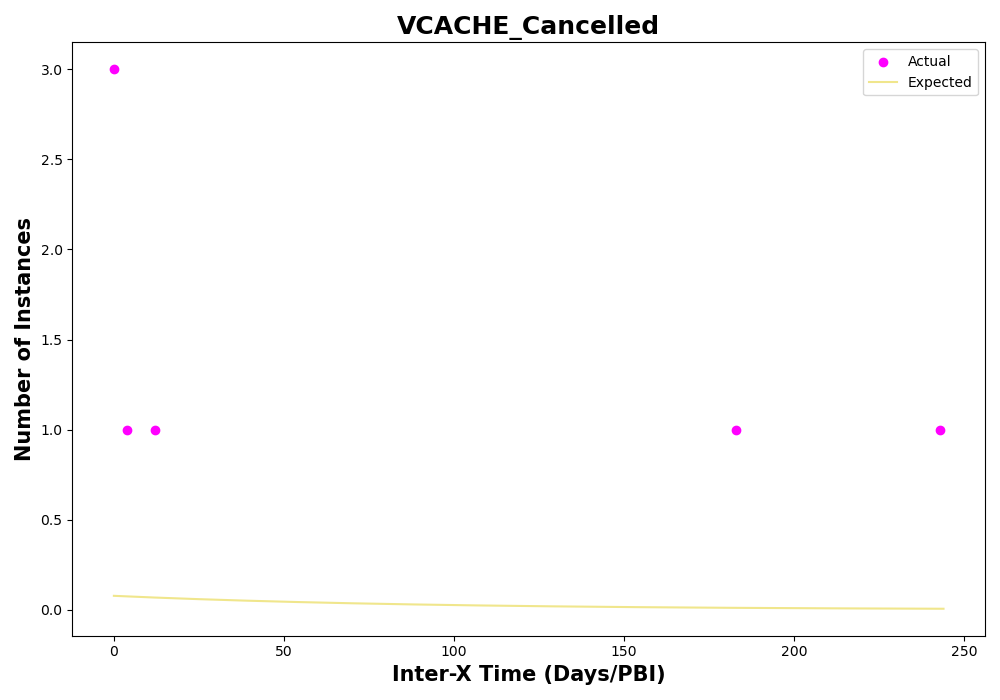 VCACHE_Cancelled
Actual
Expected
Number of Instances
3.0
2.5
2.0
1.5
1.0
0.5
0.0
0
50
100
150
200
250
Inter-X Time (Days/PBI)